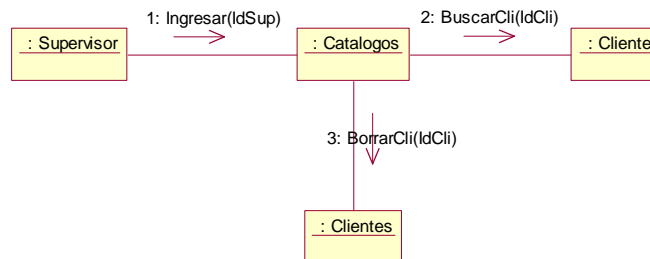 1: Ingresar(IdSup)
2: BuscarCli(IdCli)
: Supervisor
: Catalogos
: Cliente
3: BorrarCli(IdCli)
: Clientes